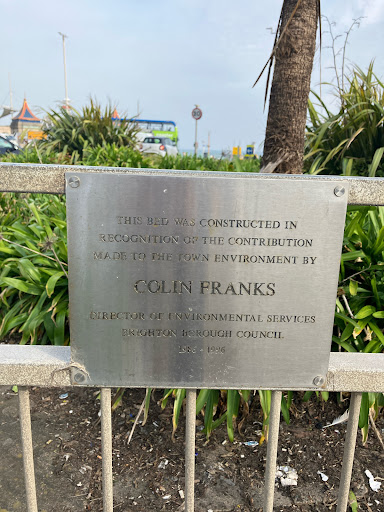 THIS BED WAS CONSTRUCTED IN
RECOGNITION OF THE CONTRIBUTION
MADE TO THE TOWN ENVIRONMENT BY
COLIN FRANKS
DIRECTOR OF ENVIRONMENTAL SERVICES
BRIGHTON BOROUGH COUNCIL
- 1996